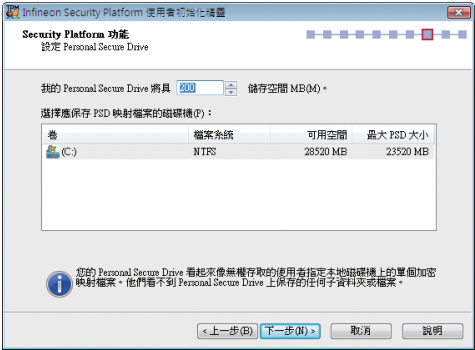 Infineon Security Platform 使用者初始化精靈
Security Platform 功能
設定 Personal Secure Drive
我的 Personal Secure Drive 將具 200 儲存空間 MB(M)。
選擇應保存 PSD 映射檔案的磁碟機(P)：
卷 檔案系統 可用空間 最大 PSD 大小
(C:) NTFS 28520 MB 23520 MB
您的 Personal Secure Drive 看起來像無權存取的使用者指定本地磁碟機上的單個加密
映射檔案。他們看不到 Personal Secure Drive 上保存的任何子資料夾或檔案。
<上一步(B) 下一步(N)> 取消 說明